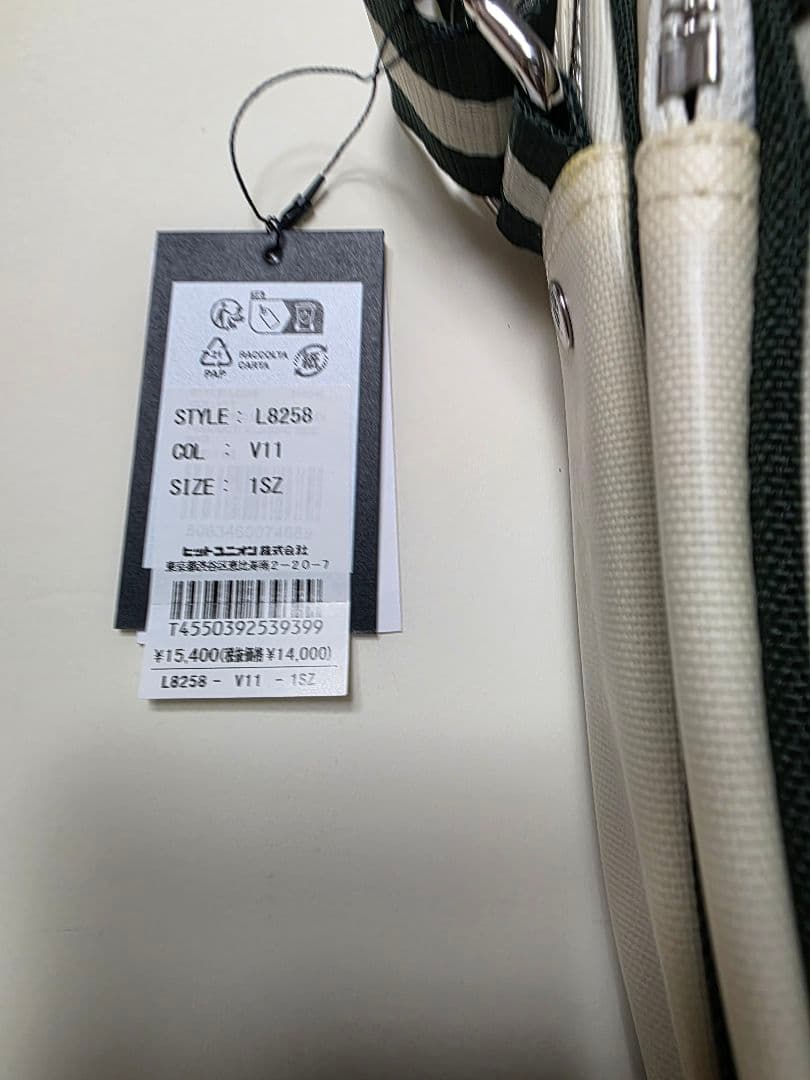 21
PAP
RACCOLTA
CARTA
紙
STYLE : L8258
COL : V11
SIZE : 1SZ
ヒットユニオン株式会社
東京都渋谷区恵比寿南2-20-7
T4550392539399
¥15,400(税抜価格¥14,000)
L8258 - V11 - 1SZ